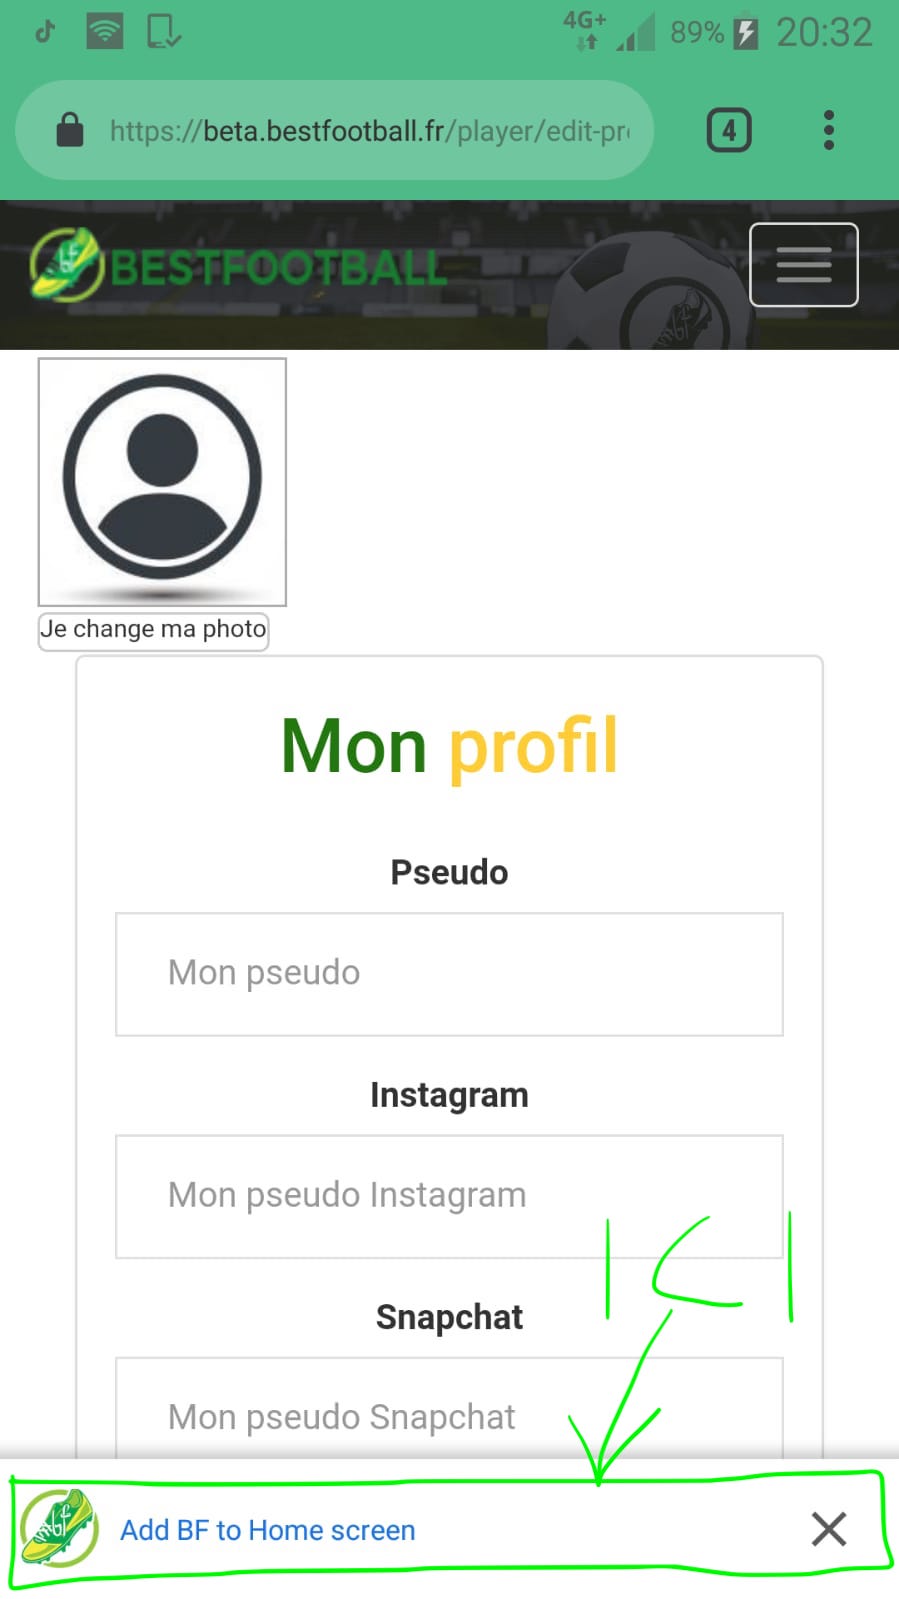 4G+ 89% 20:32
https://beta.bestfootball.fr/player/edit-pr
4
BESTFOOTBALL
Je change ma photo
Mon profil
Pseudo
Mon pseudo
Instagram
Mon pseudo Instagram
ICI
Snapchat
Mon pseudo Snapchat
Add BF to Home screen